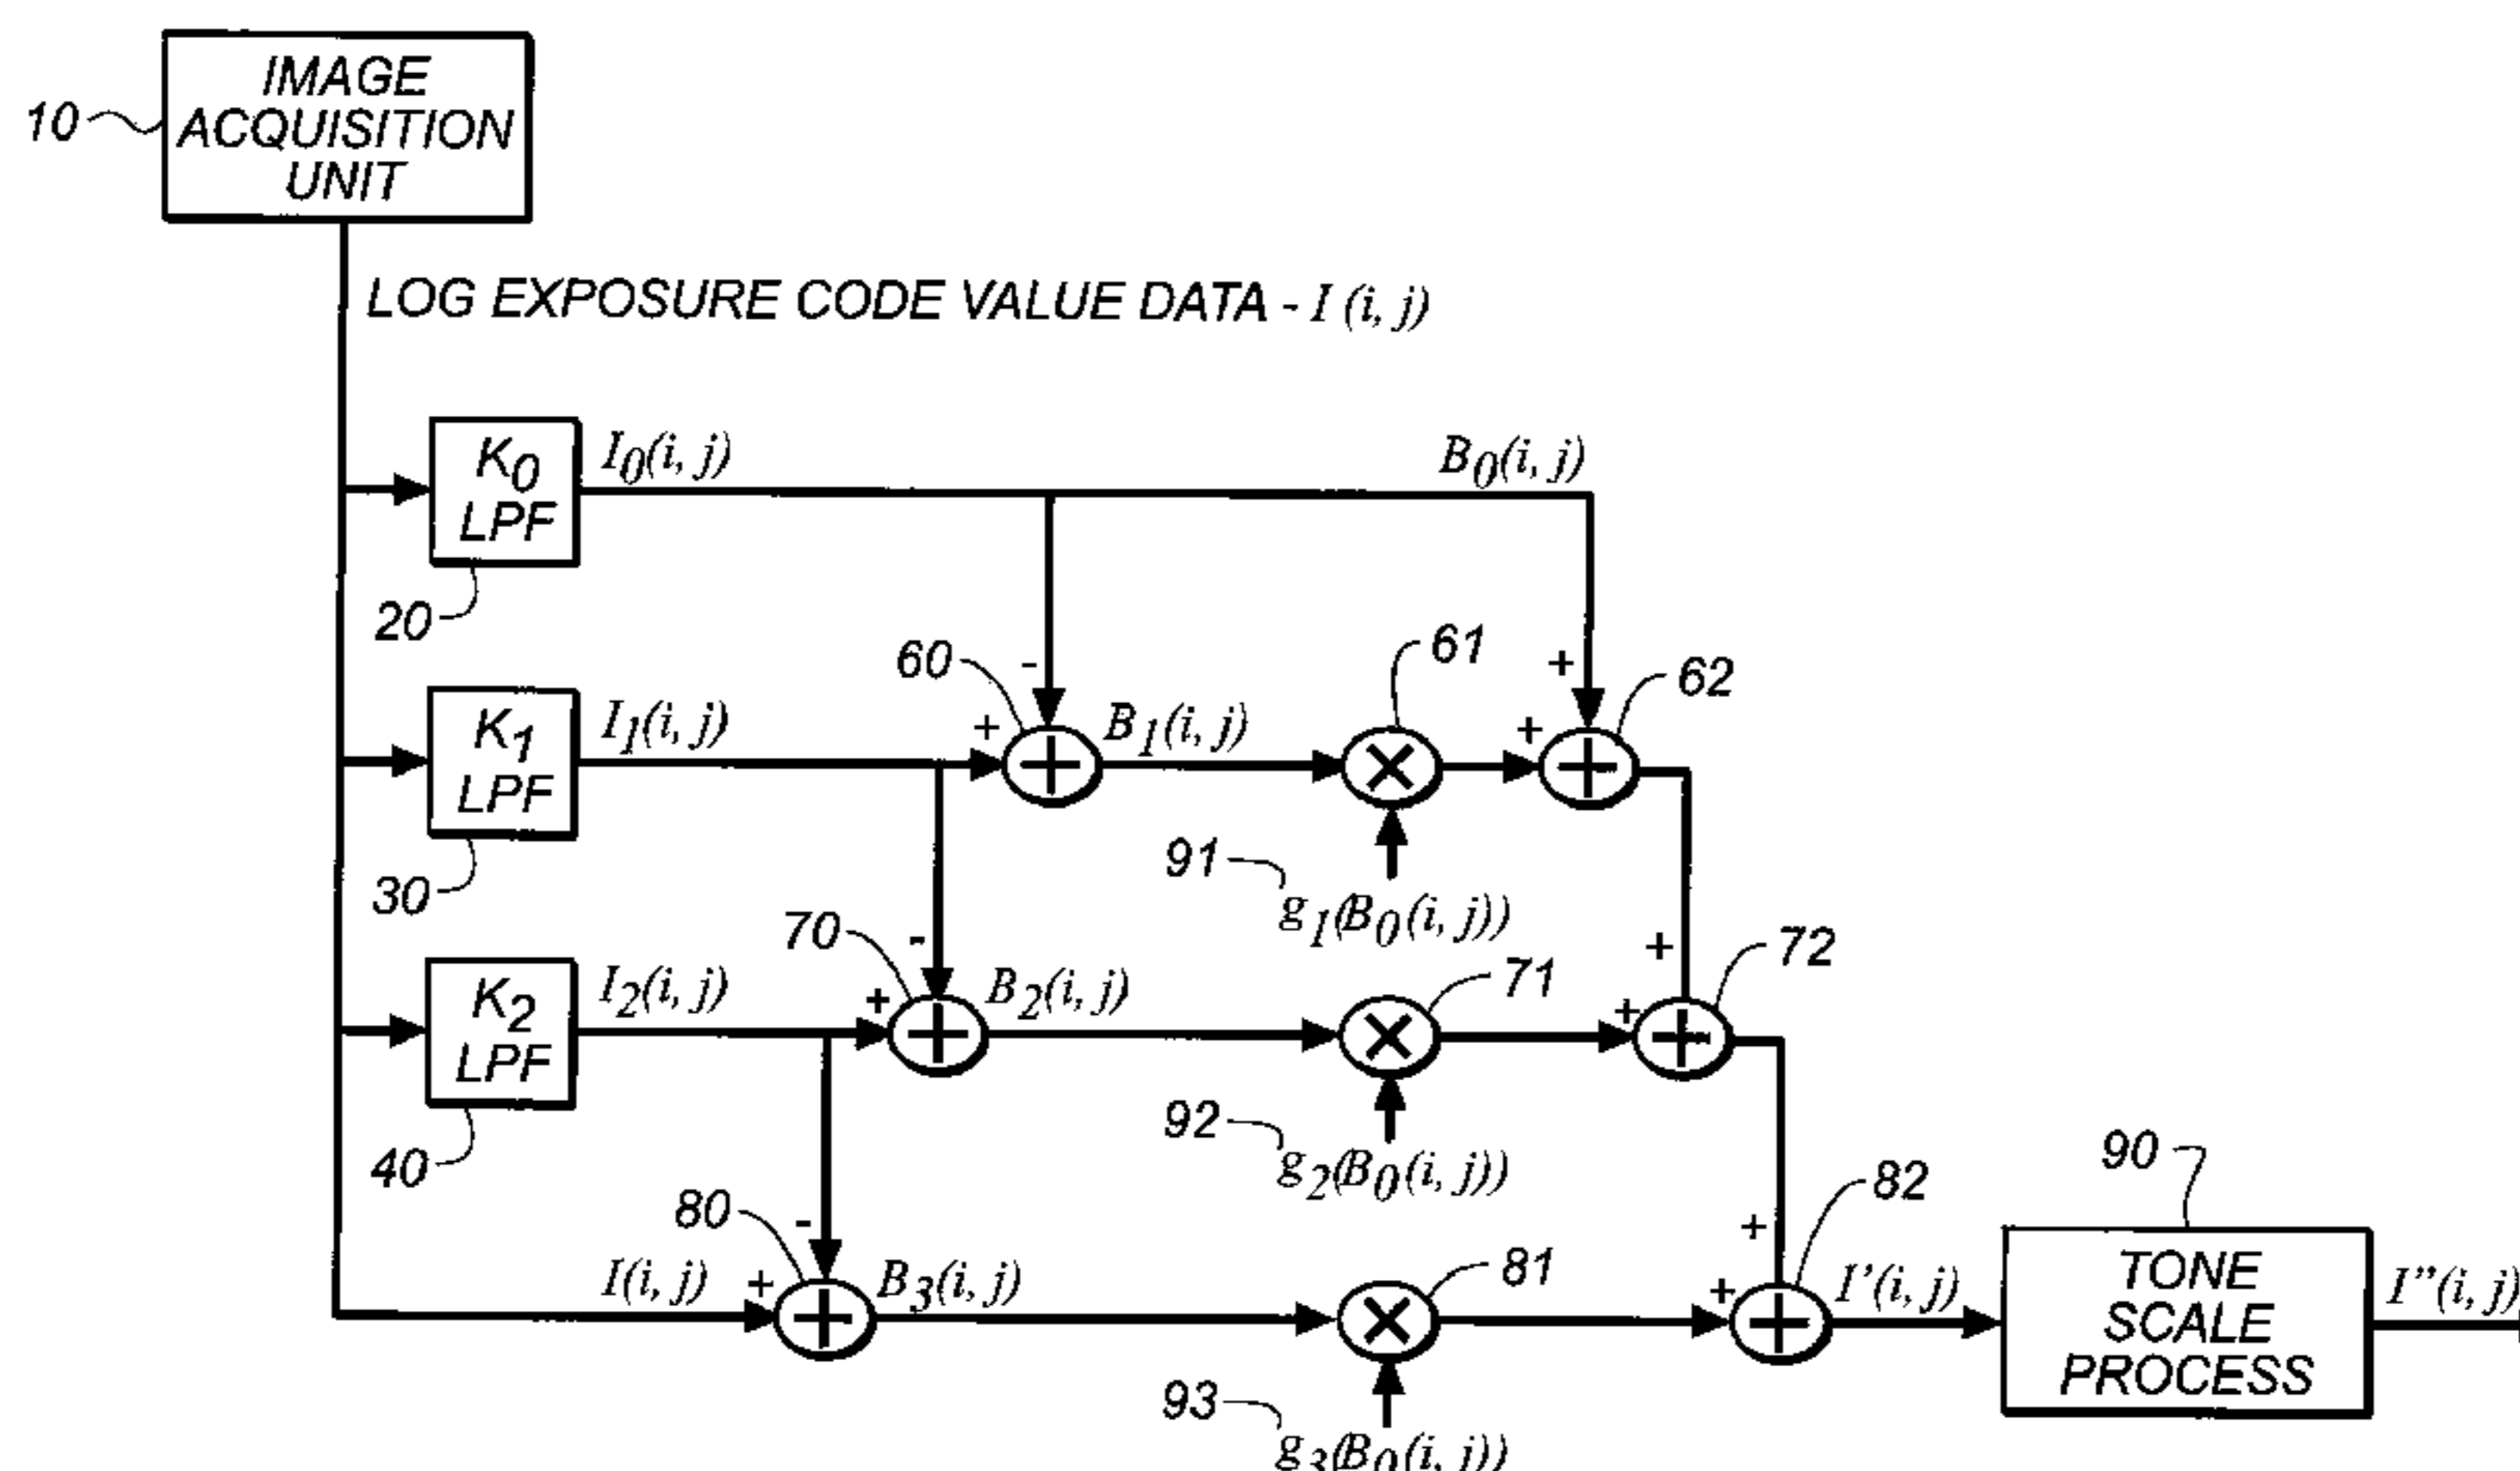 IMAGE
ACQUISITION
UNIT
10
LOG EXPOSURE CODE VALUE DATA - I (i, j)
K0
LPF
I0(i, j)
B0(i, j)
20
K1
LPF
I1(i, j)
30
-
60
+
B1(i, j)
61
+
62
+
91
g1(B0(i, j))
K2
LPF
I2(i, j)
40
-
70
+
B2(i, j)
71
+
72
+
92
g2(B0(i, j))
I(i, j)
-
80
+
B3(i, j)
81
+
82
+
93
g3(B0(i, j))
I'(i, j)
90
TONE
SCALE
PROCESS
I''(i, j)